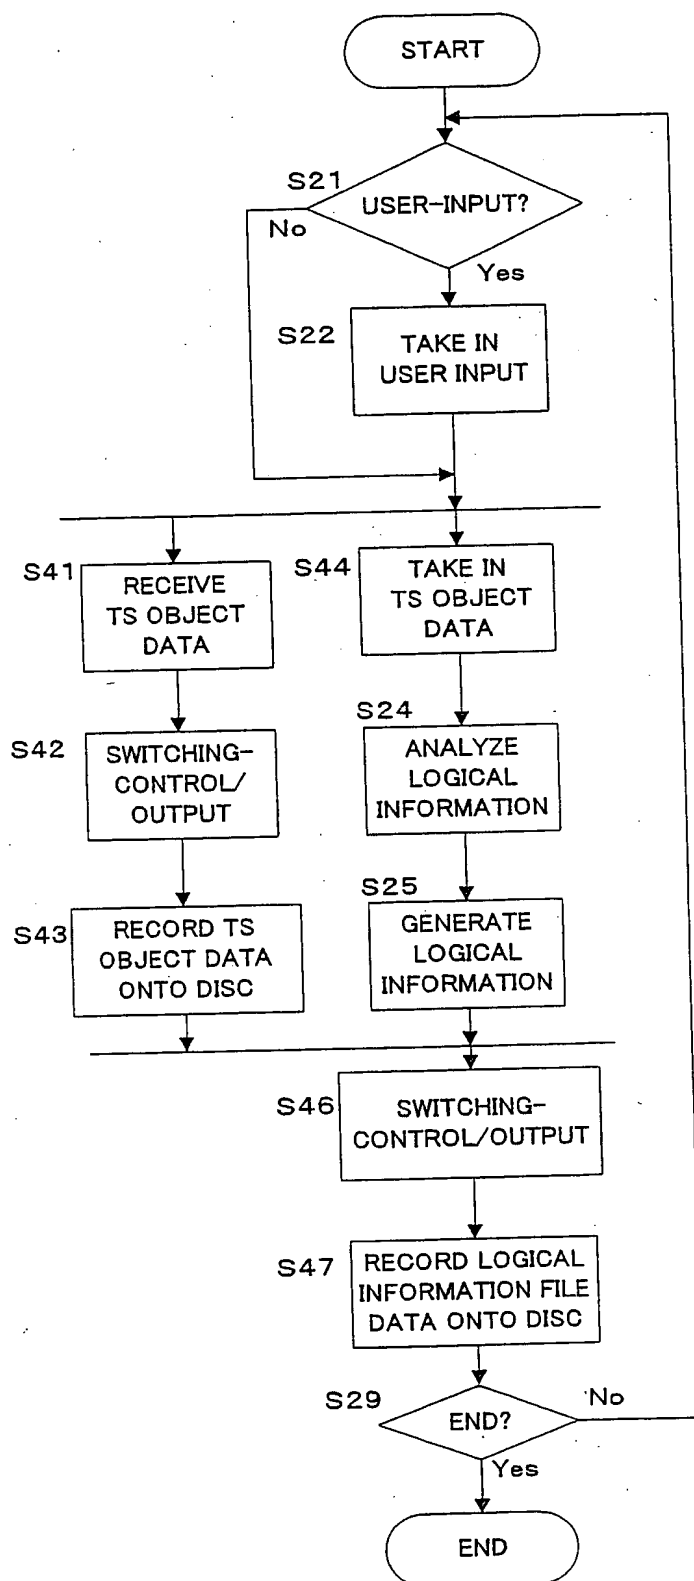 START
S21
USER-INPUT?
No
Yes
S22
TAKE IN
USER INPUT
S41
RECEIVE
TS OBJECT
DATA
S44
TAKE IN
TS OBJECT
DATA
S42
SWITCHING-
CONTROL/
OUTPUT
S24
ANALYZE
LOGICAL
INFORMATION
S43
RECORD TS
OBJECT DATA
ONTO DISC
S25
GENERATE
LOGICAL
INFORMATION
S46
SWITCHING-
CONTROL/OUTPUT
S47
RECORD LOGICAL
INFORMATION FILE
DATA ONTO DISC
S29
END?
No
Yes
END